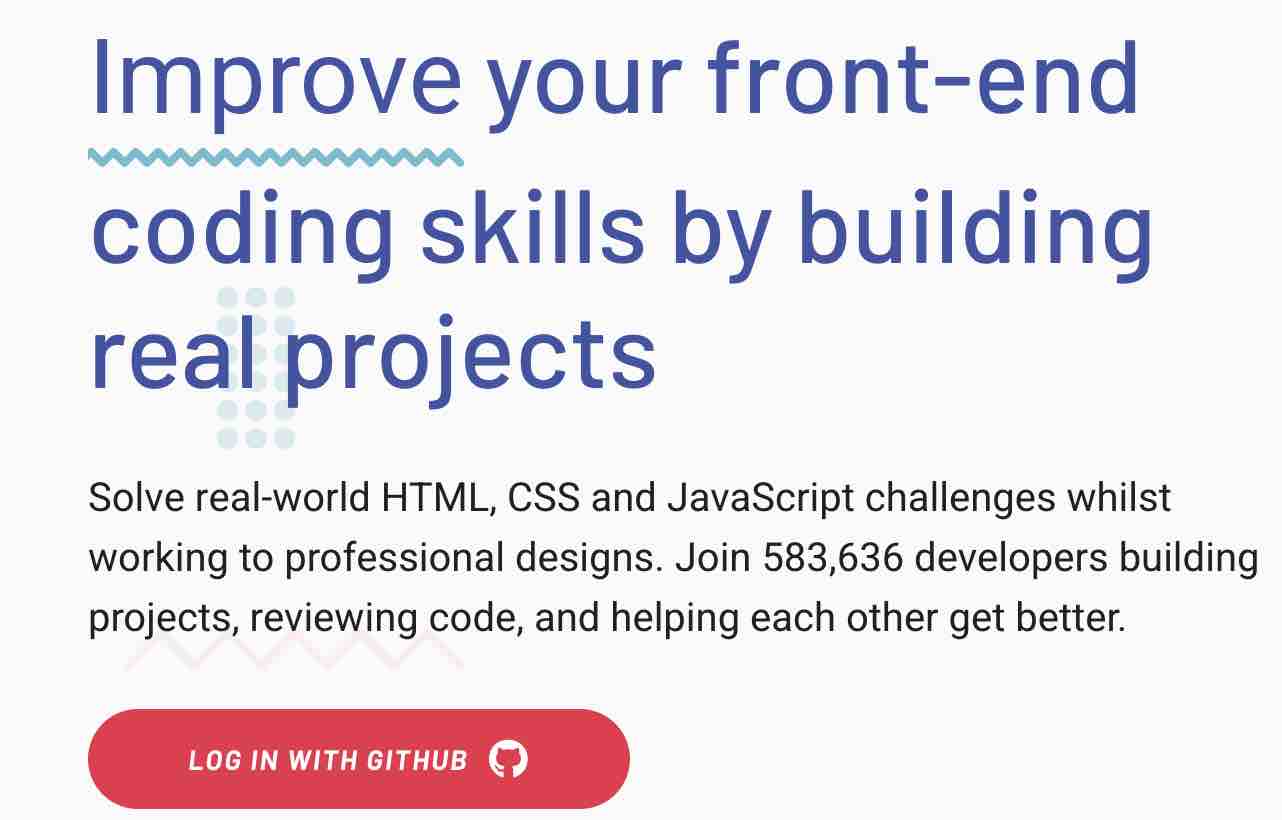 Improve your front-end
coding skills by building
real projects
Solve real-world HTML, CSS and JavaScript challenges whilst
working to professional designs. Join 583,636 developers building
projects, reviewing code, and helping each other get better.
LOG IN WITH GITHUB